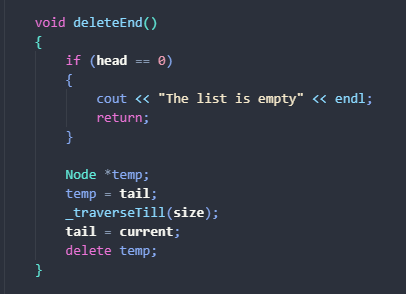 void deleteEnd()
{
    if (head == 0)
    {
        cout << "The list is empty" << endl;
        return;
    }

    Node *temp;
    temp = tail;
    _traverseTill(size);
    tail = current;
    delete temp;
}